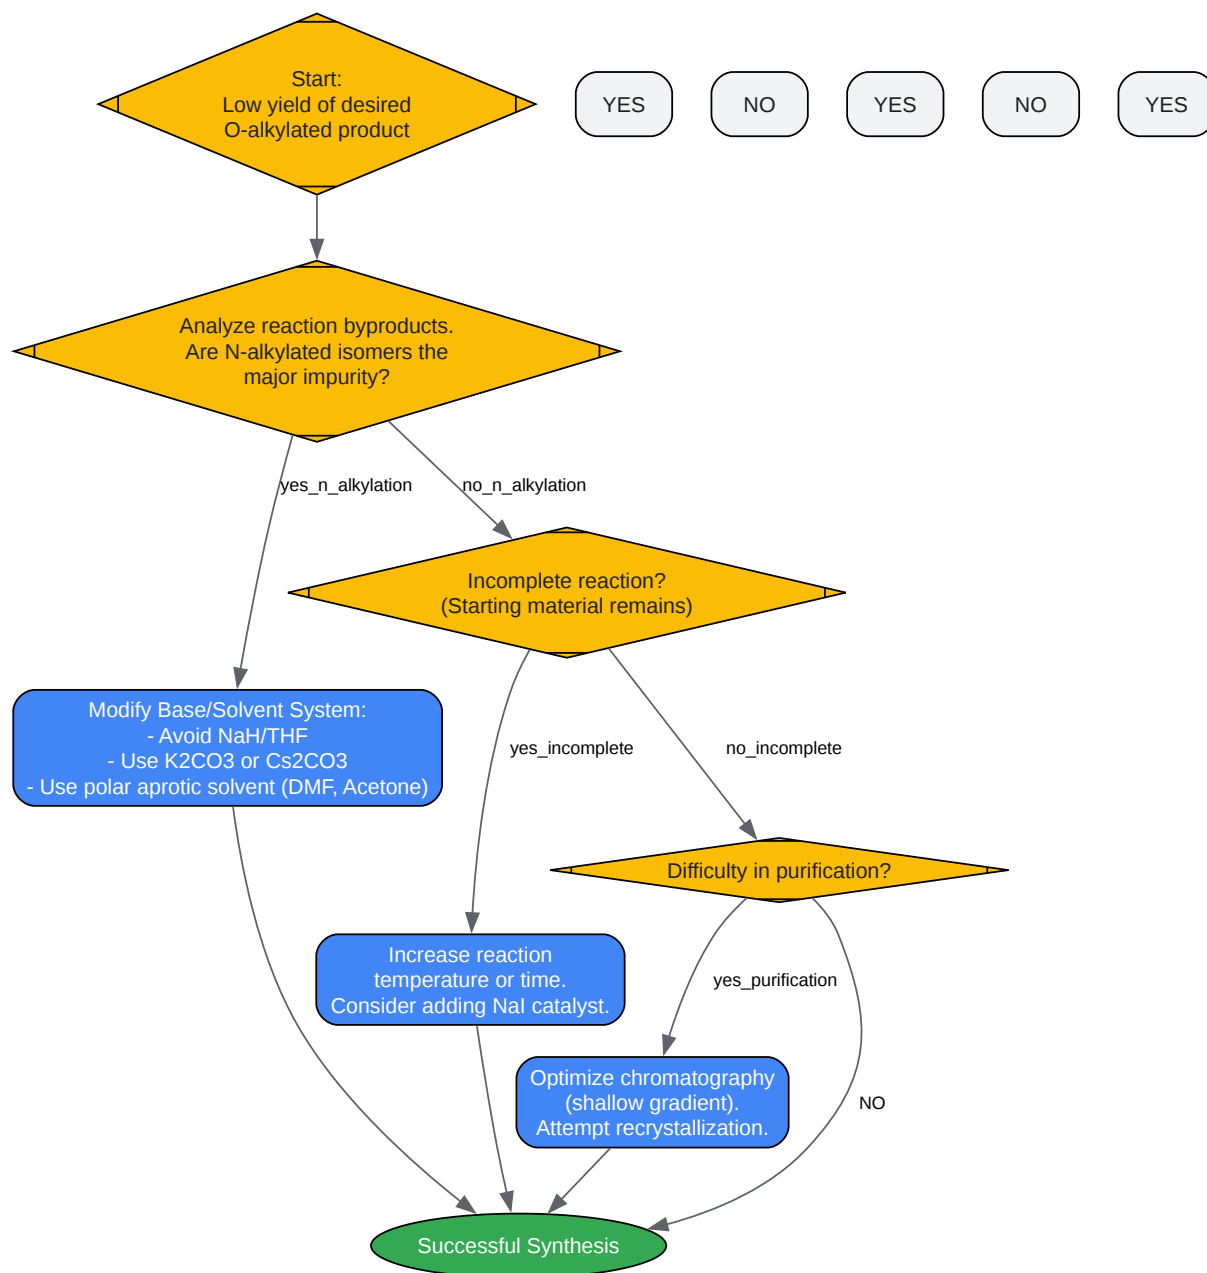 Start:
Low yield of desired
O-alkylated product
YES
NO
YES
NO
YES
Analyze reaction byproducts.
Are N-alkylated isomers the
major impurity?
yes_n_alkylation
no_n_alkylation
Incomplete reaction?
(Starting material remains)
Modify Base/Solvent System:
- Avoid NaH/THF
- Use K2CO3 or Cs2CO3
- Use polar aprotic solvent (DMF, Acetone)
yes_incomplete
no_incomplete
Difficulty in purification?
Increase reaction
temperature or time.
Consider adding NaI catalyst.
yes_purification
Optimize chromatography
(shallow gradient).
Attempt recrystallization.
NO
Successful Synthesis